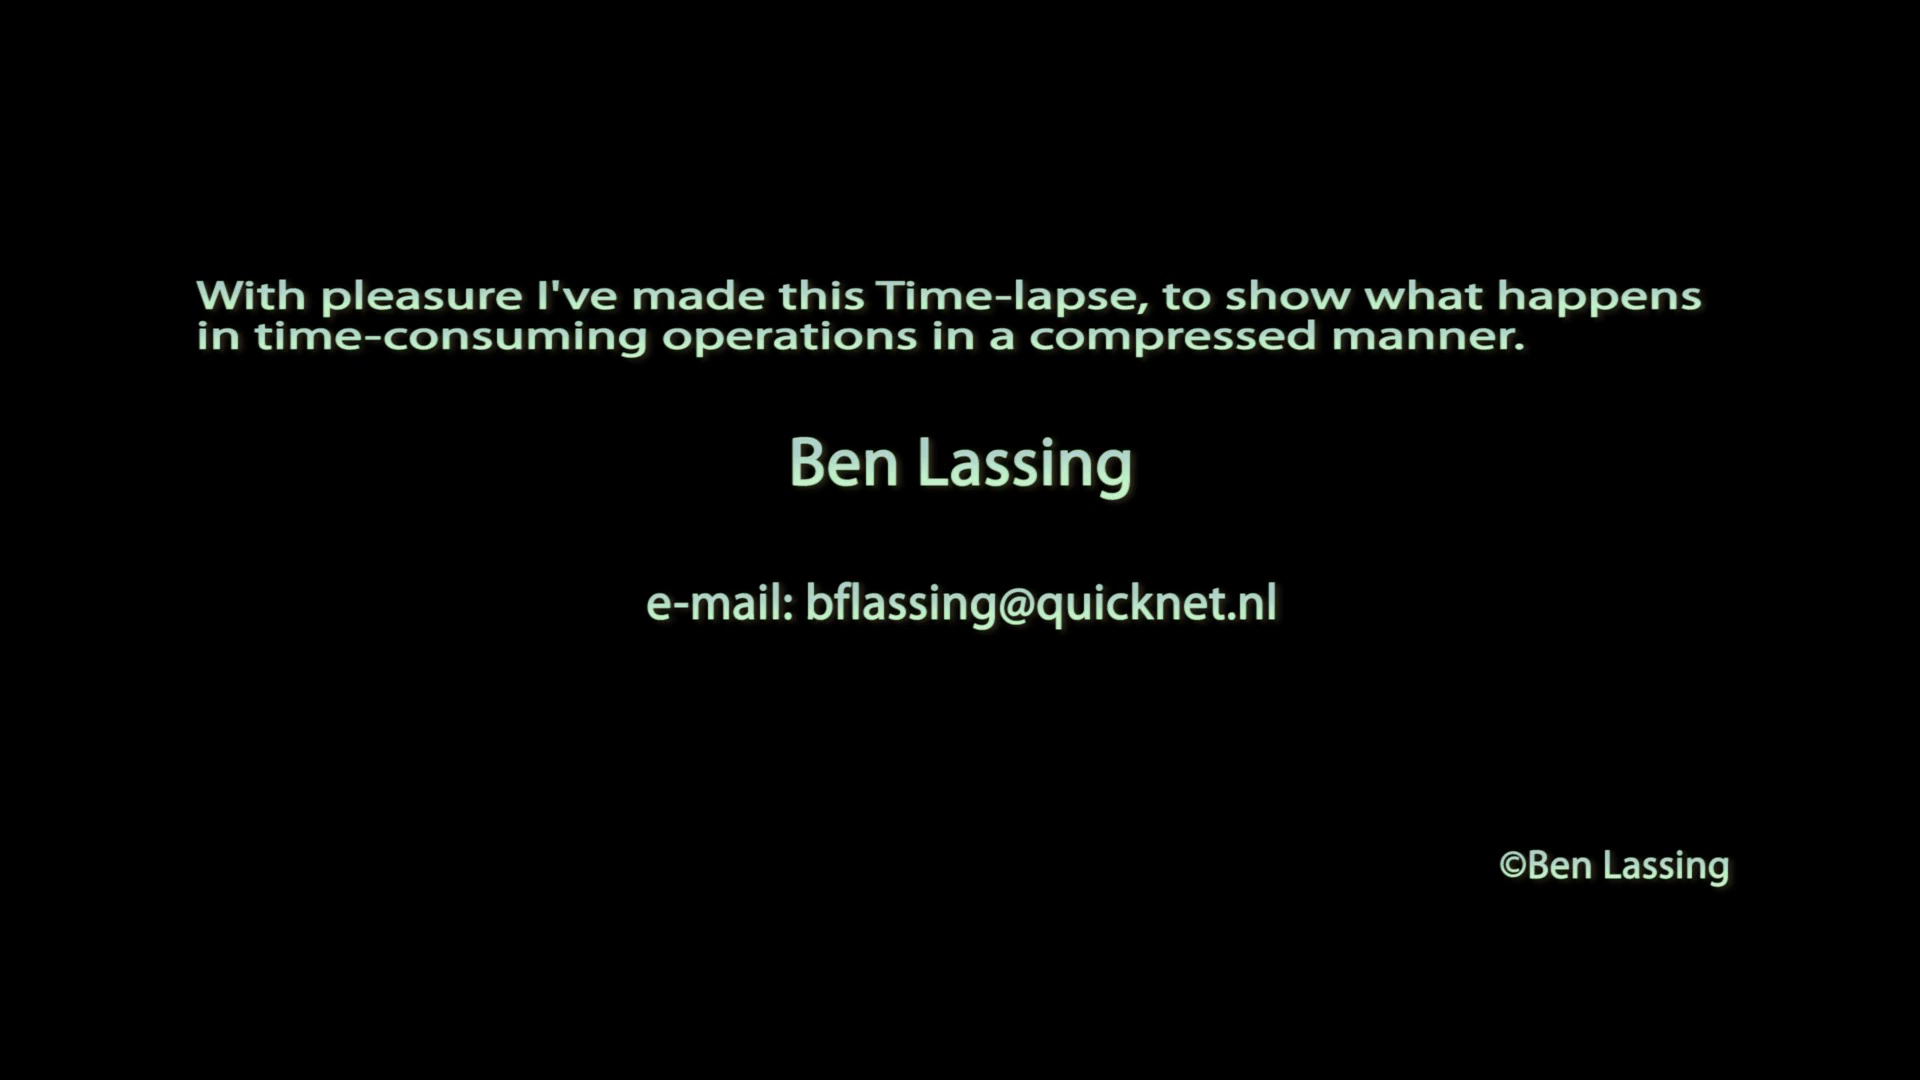 With pleasure I've made this Time-lapse, to show what happens
in time-consuming operations in a compressed manner.
Ben Lassing
e-mail: bflassing@quicknet.nl
©Ben Lassing